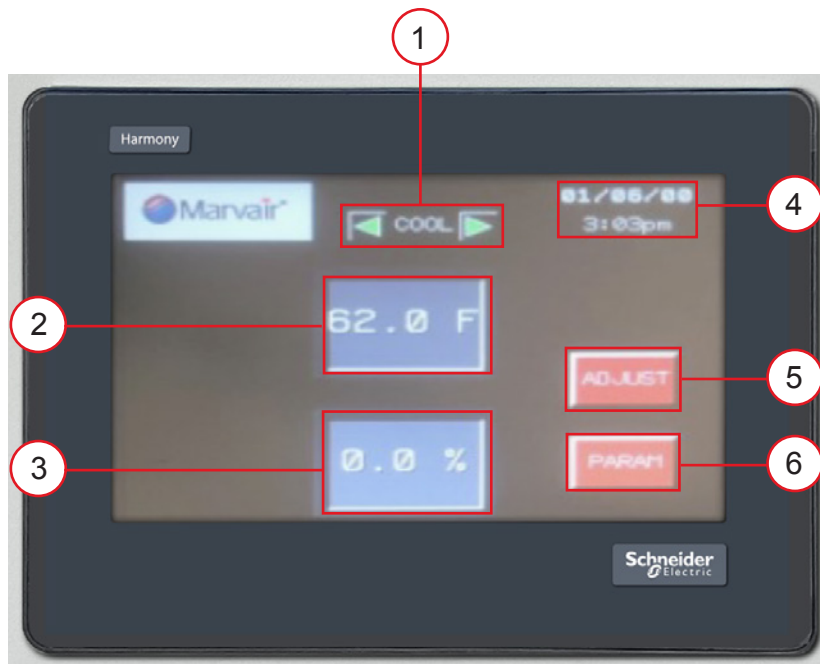 1
Harmony
Marvair
COOL
01/06/00
3:03pm
4
2
62.0 F
ADJUST
5
3
0.0 %
PARAM
6
Schneider
Electric